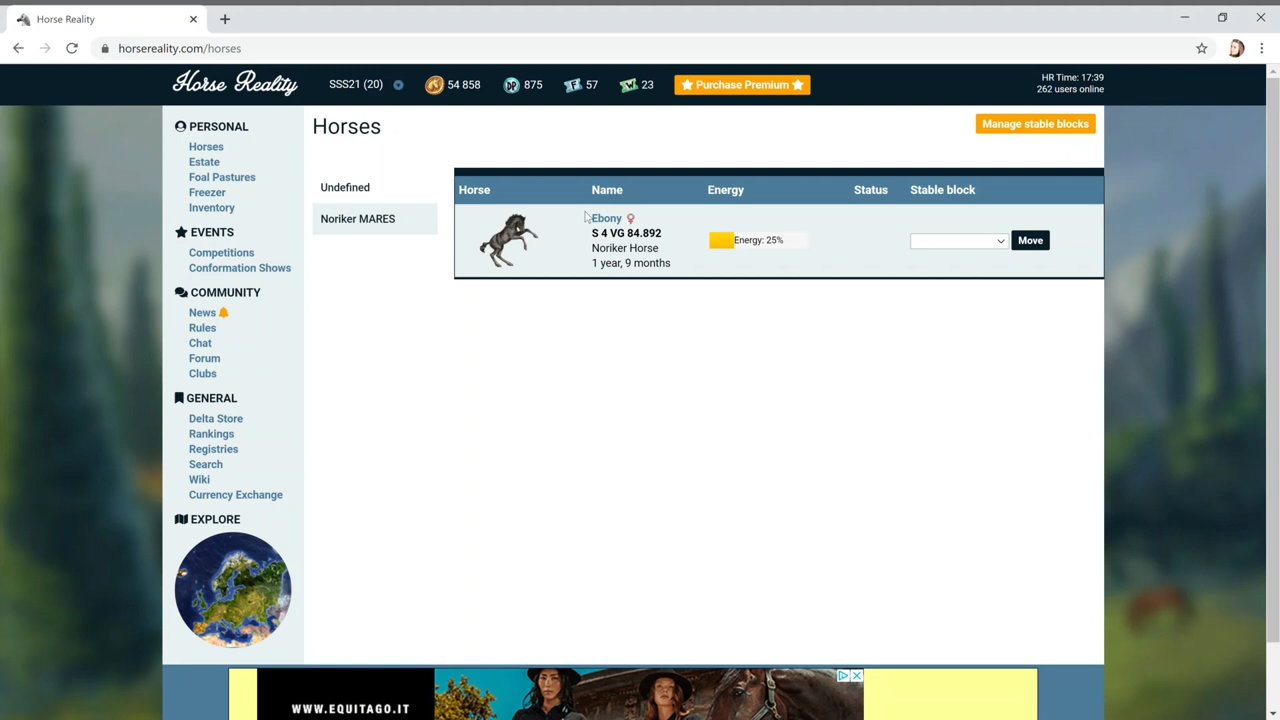 Horse Reality
horsereality.com/horses
Horse Reality
SSS21 (20)
54 858
DP
875
57
23
Purchase Premium
HR Time: 17:39
262 users online
PERSONAL
Horses
Estate
Foal Pastures
Freezer
Inventory
EVENTS
Competitions
Conformation Shows
COMMUNITY
News
Rules
Chat
Forum
Clubs
GENERAL
Delta Store
Rankings
Registries
Search
Wiki
Currency Exchange
EXPLORE
Horses
Manage stable blocks
Undefined
Noriker MARES
Horse Name Energy Status Stable block
Ebony ♀
S 4 VG 84.892
Noriker Horse
1 year, 9 months
Energy: 25%
Move
WWW.EQUITAGO.IT